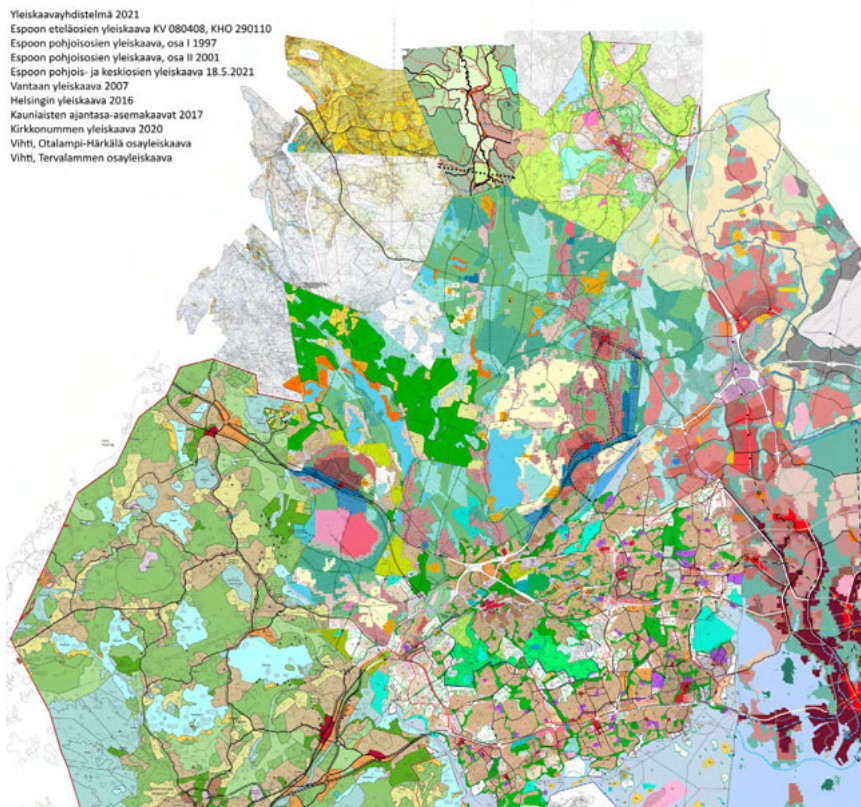 Yleiskaavayhdistelmä 2021
Espoon eteläosien yleiskaava KV 080408, KHO 290110
Espoon pohjoisosien yleiskaava, osa I 1997
Espoon pohjoisosien yleiskaava, osa II 2001
Espoon pohjois- ja keskiosien yleiskaava 18.5.2021
Vantaan yleiskaava 2007
Helsingin yleiskaava 2016
Kauniaisten ajantasa-asemakaavat 2017
Kirkkonummen yleiskaava 2020
Vihti, Otalampi-Härkälä osayleiskaava
Vihti, Tervalammen osayleiskaava